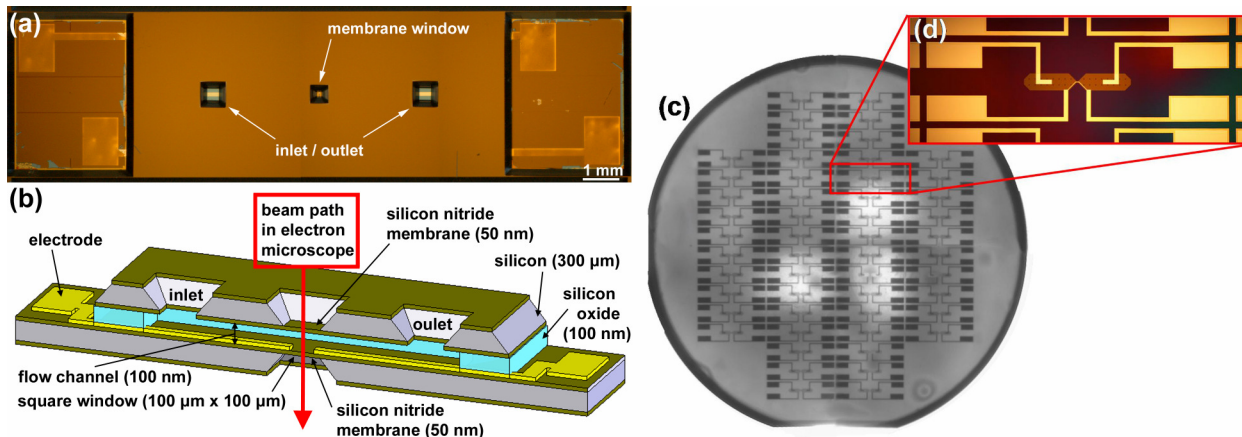 (a)
membrane window
inlet / outlet
1 mm
(b)
beam path
in electron
microscope
silicon nitride
membrane (50 nm)
electrode
silicon (300 µm)
inlet
oulet
silicon
oxide
(100 nm)
flow channel (100 nm)
square window (100 µm x 100 µm)
silicon nitride
membrane (50 nm)
(c)
(d)